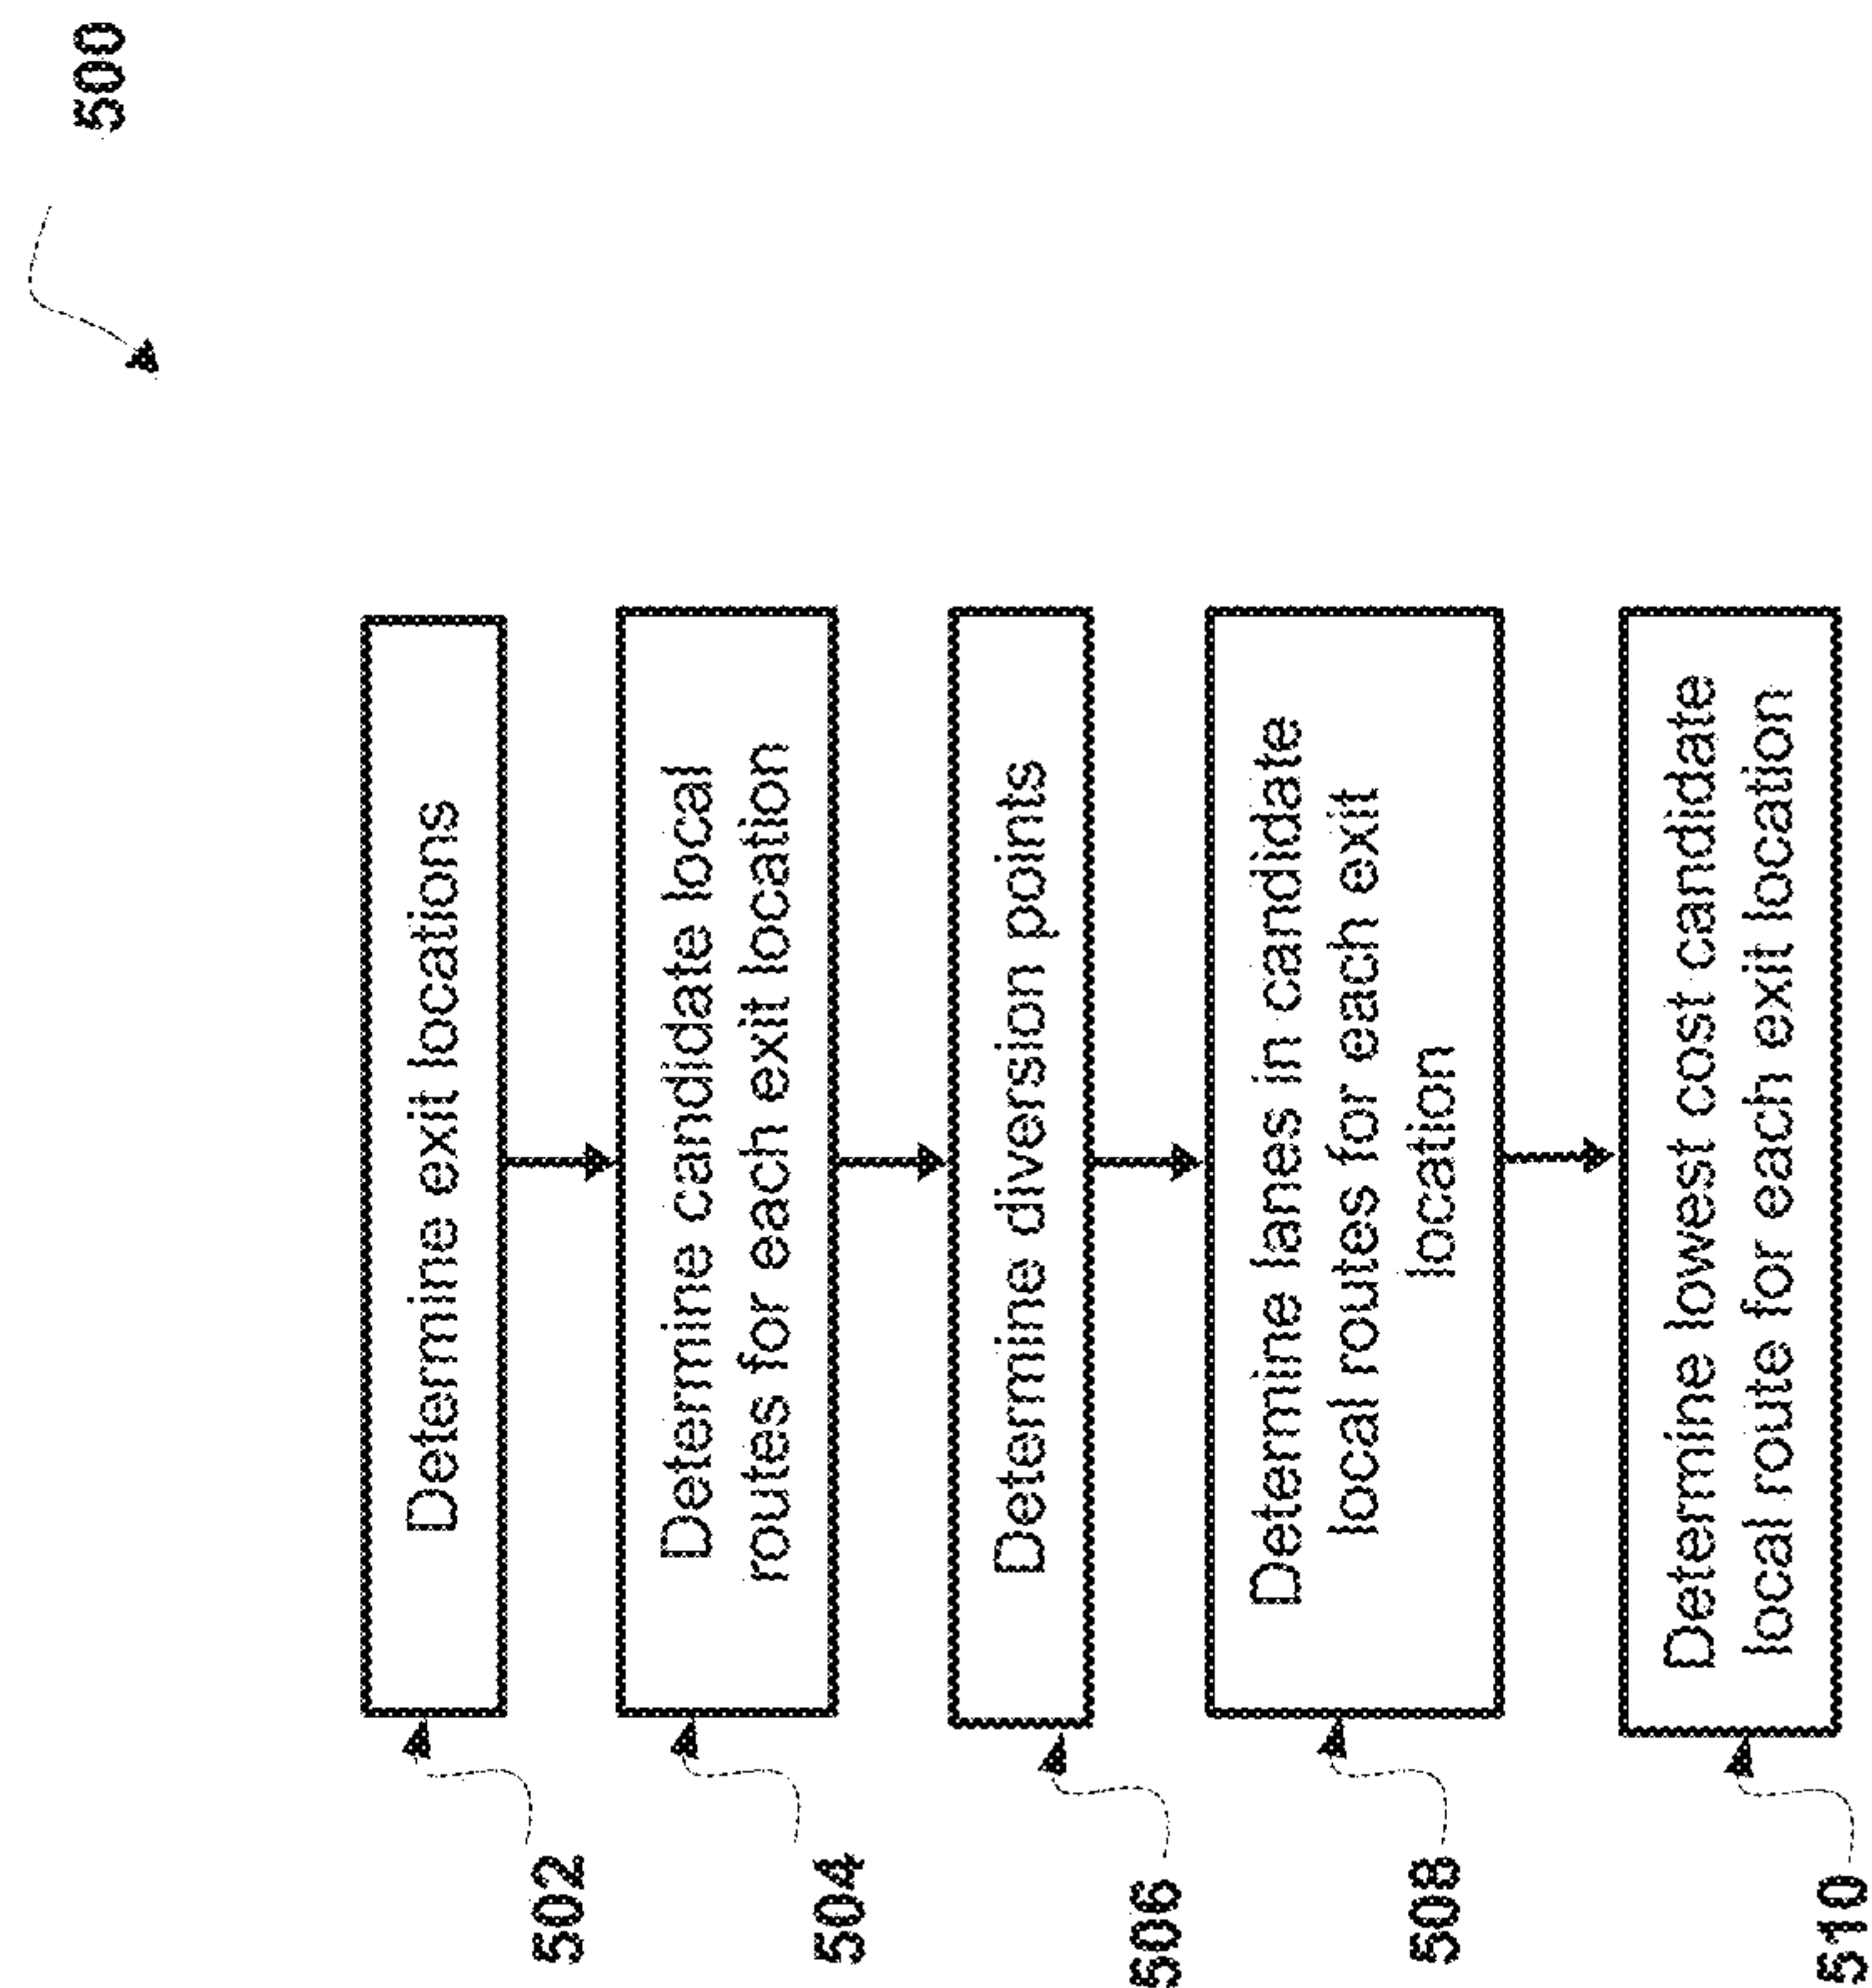 500
502
Determine exit locations
504
Determine candidate local
routes for each exit location
506
Determine diversion points
508
Determine lanes in candidate
local routes for each exit
location
510
Determine lowest cost candidate
local route for each exit location